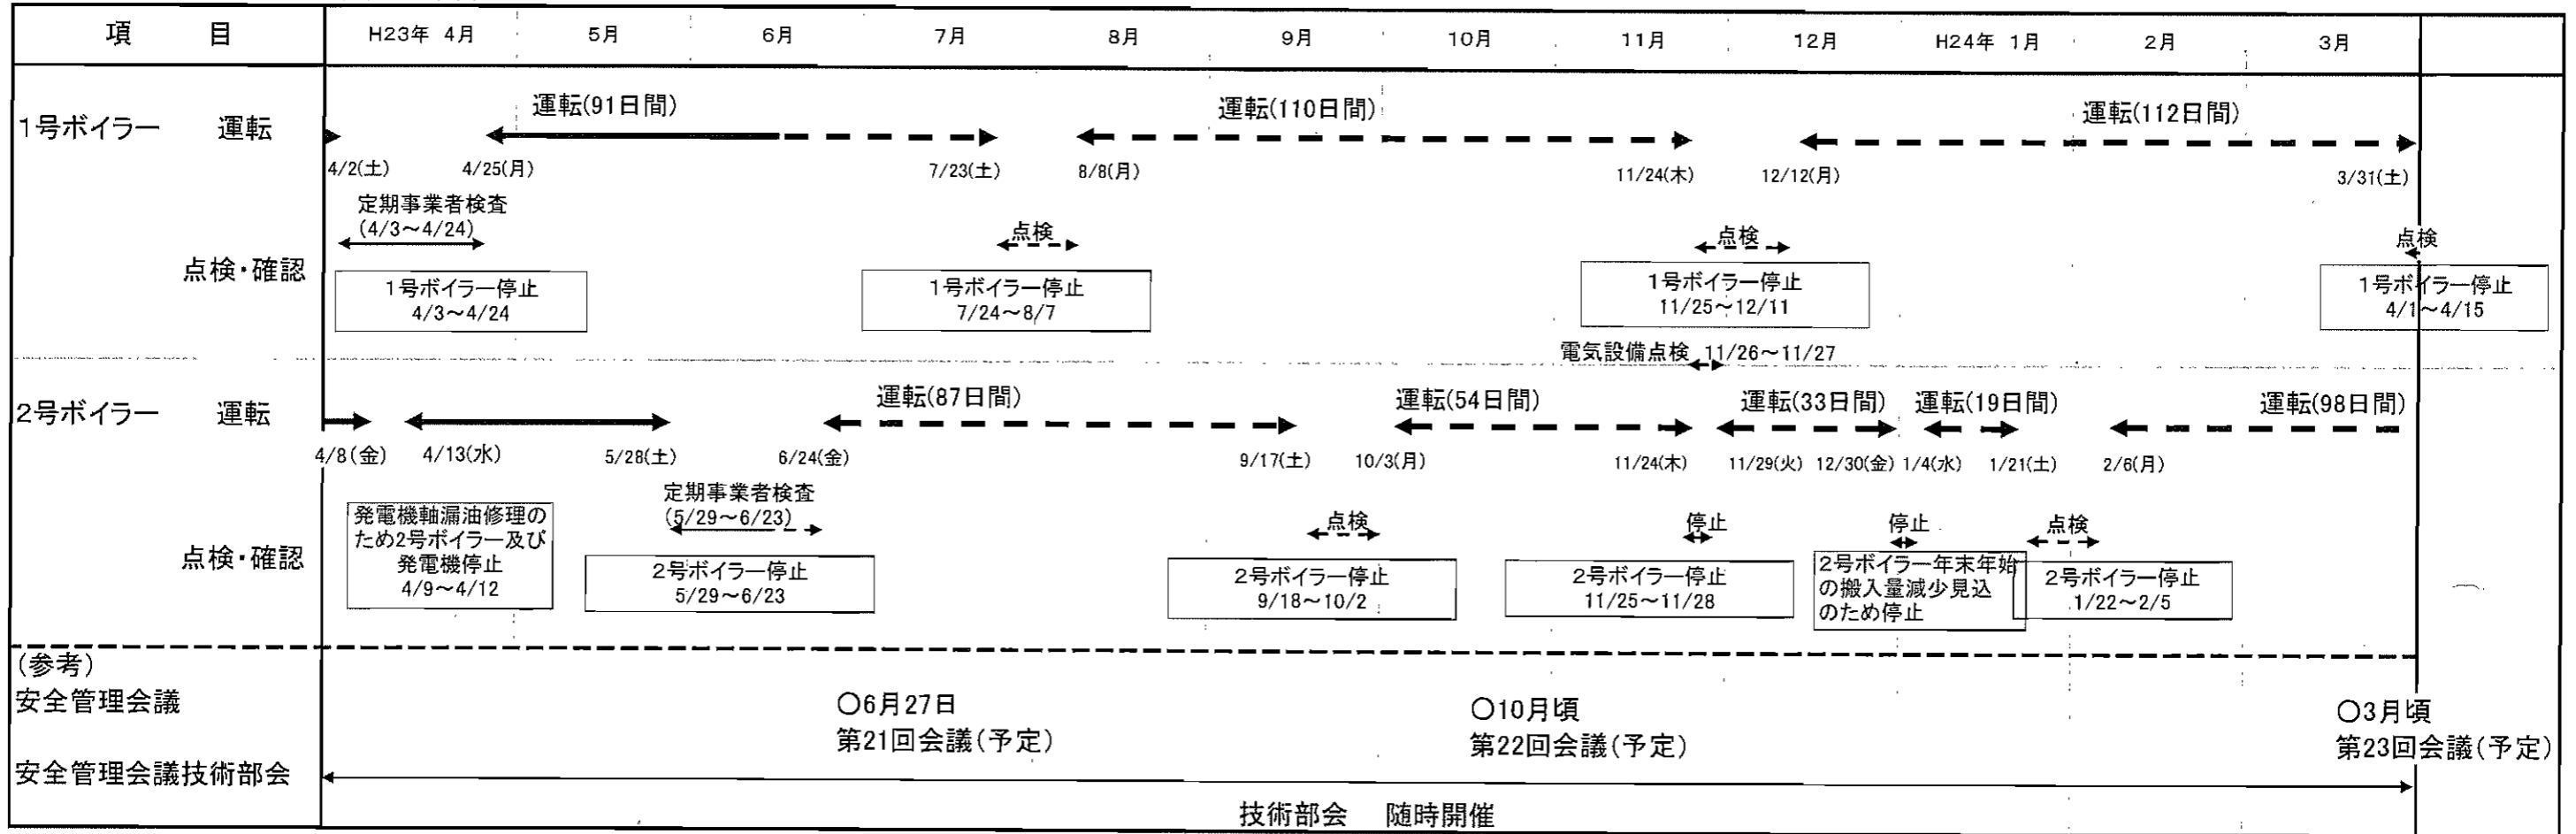 項 目 H23年 4月 5月 6月 7月 8月 9月 10月 11月 12月 H24年 1月 2月 3月
運転(91日間) 運転(110日間) 運転(112日間)
1号ボイラー 運転
4/2(土) 4/25(月) 7/23(土) 8/8(月) 11/24(木) 12/12(月) 3/31(土)
定期事業者検査
(4/3～4/24)
点検 点検 点検
点検・確認
1号ボイラー停止
4/3～4/24
1号ボイラー停止
7/24～8/7
1号ボイラー停止
11/25～12/11
1号ボイラー停止
4/1～4/15
電気設備点検 11/26～11/27
運転(87日間) 運転(54日間) 運転(33日間) 運転(19日間) 運転(98日間)
2号ボイラー 運転
4/8(金) 4/13(水) 5/28(土) 6/24(金) 9/17(土) 10/3(月) 11/24(木) 11/29(火) 12/30(金) 1/4(水) 1/21(土) 2/6(月)
定期事業者検査
(5/29～6/23)
点検 停止 停止 点検
点検・確認
発電機軸漏油修理の
ため2号ボイラー及び
発電機停止
4/9～4/12
2号ボイラー停止
5/29～6/23
2号ボイラー停止
9/18～10/2
2号ボイラー停止
11/25～11/28
2号ボイラー年末年始
の搬入量減少見込
のため停止
2号ボイラー停止
1/22～2/5
(参考)
安全管理会議
○6月27日
第21回会議(予定)
○10月頃
第22回会議(予定)
○3月頃
第23回会議(予定)
安全管理会議技術部会
技術部会 随時開催